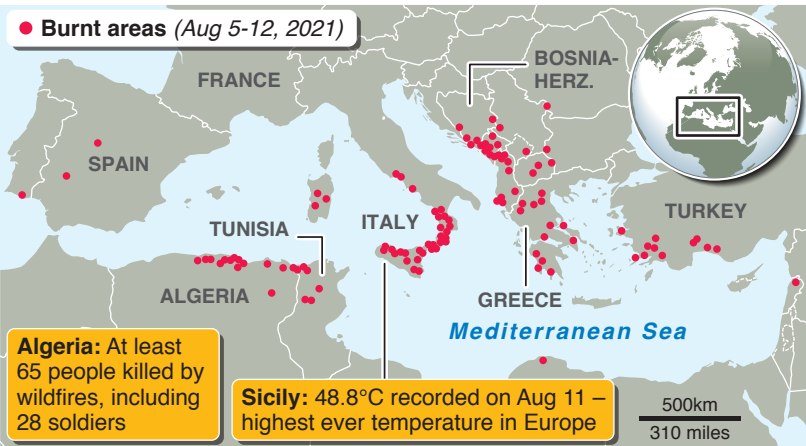 Burnt areas (Aug 5-12, 2021)
BOSNIA-
HERZ.
FRANCE
SPAIN
ITALY
TUNISIA
TURKEY
ALGERIA
GREECE
Mediterranean Sea
Algeria: At least
65 people killed by
wildfires, including
28 soldiers
Sicily: 48.8°C recorded on Aug 11 –
highest ever temperature in Europe
500km
310 miles